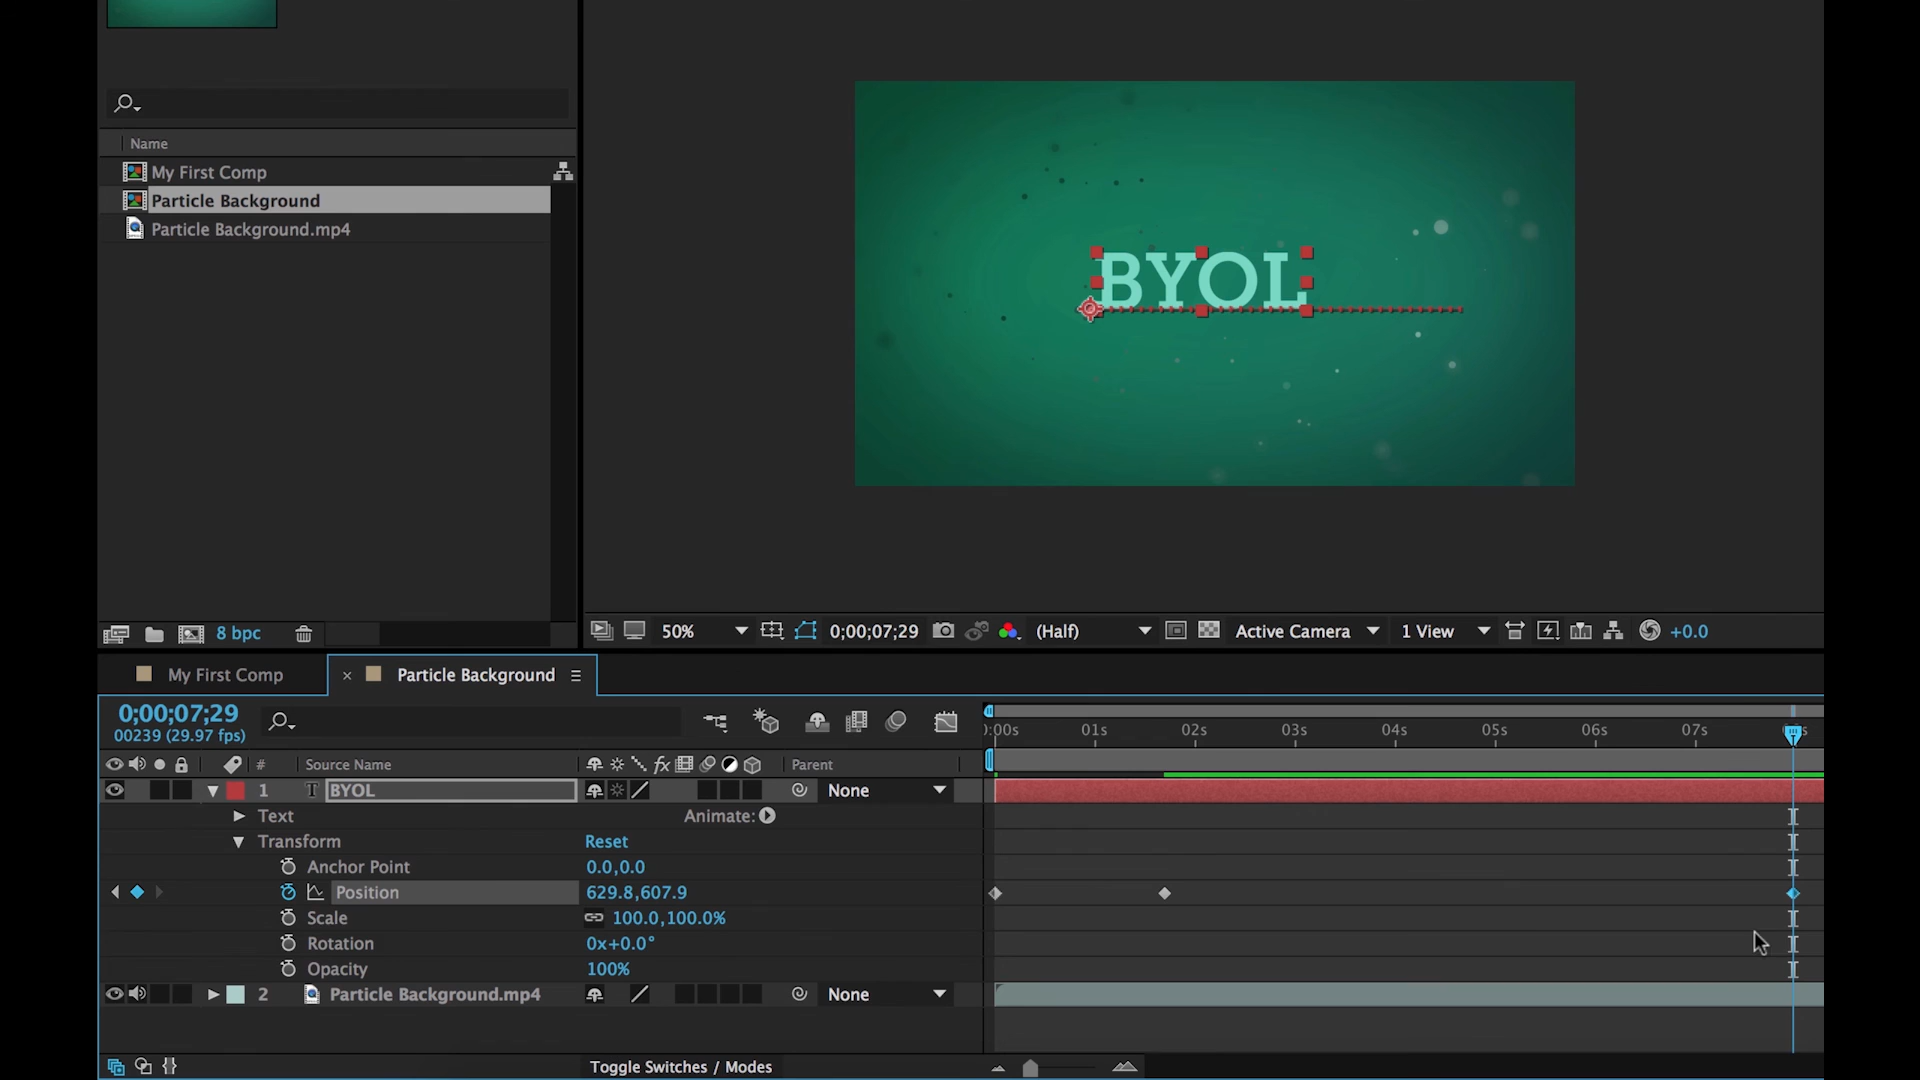 Name
My First Comp
Particle Background
Particle Background.mp4
8 bpc
BYOL
50%
0;00;07;29
(Half)
Active Camera
1 View
+0.0
My First Comp
× Particle Background
0;00;07;29
00239 (29.97 fps)
:00s 01s 02s 03s 04s 05s 06s 07s
# Source Name fx Parent
1 T BYOL None
Text Animate:
Transform Reset
Anchor Point 0.0,0.0
Position 629.8,607.9
Scale 100.0,100.0%
Rotation 0x+0.0°
Opacity 100%
2 Particle Background.mp4 None
Toggle Switches / Modes